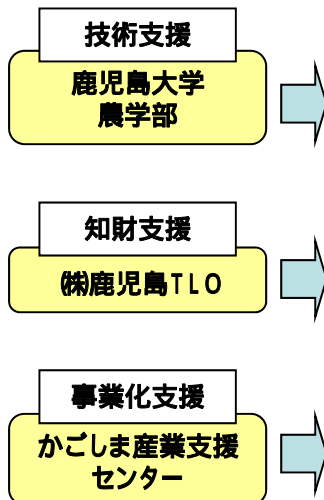 技術支援
鹿児島大学
農学部
知財支援
㈱鹿児島TLO
事業化支援
かごしま産業支援
センター